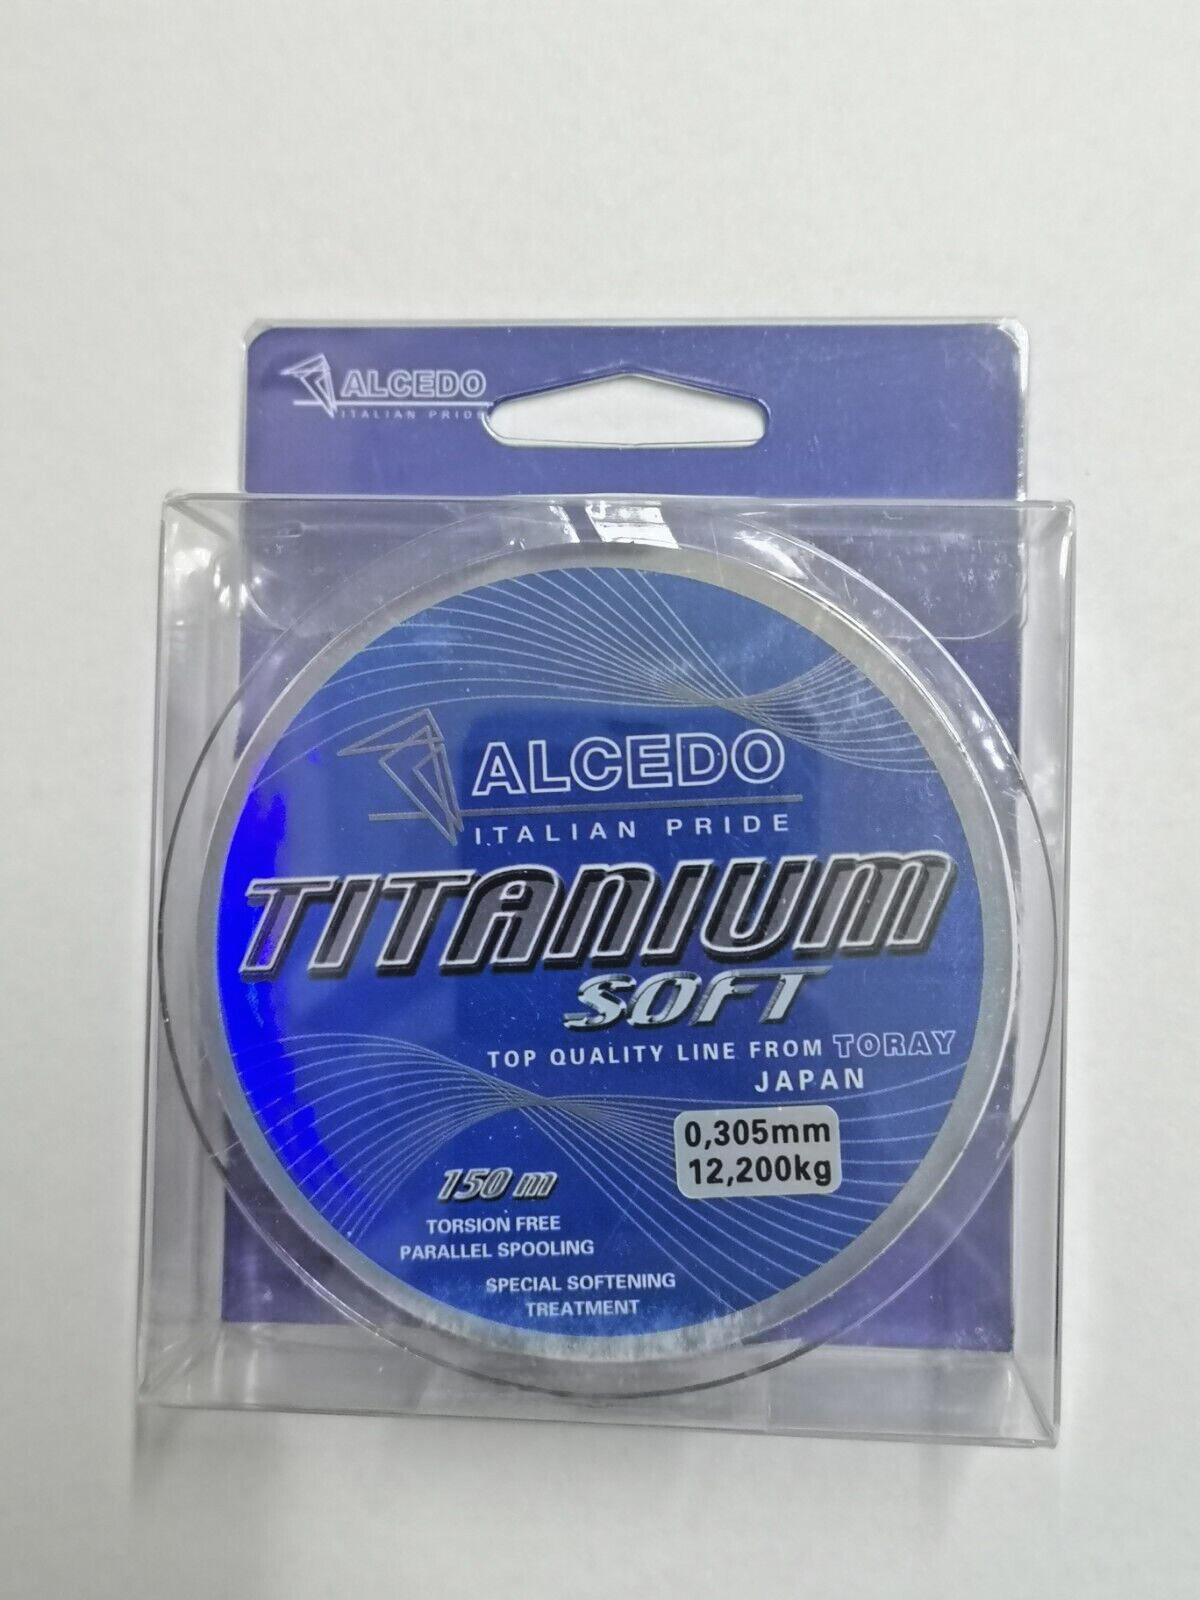 ALCEDO
ITALIAN PRIDE
ALCEDO
ITALIAN PRIDE
TITANIUM
SOFT
TOP QUALITY LINE FROM TORAY
JAPAN
0,305mm
12,200kg
150 m
TORSION FREE
PARALLEL SPOOLING
SPECIAL SOFTENING
TREATMENT